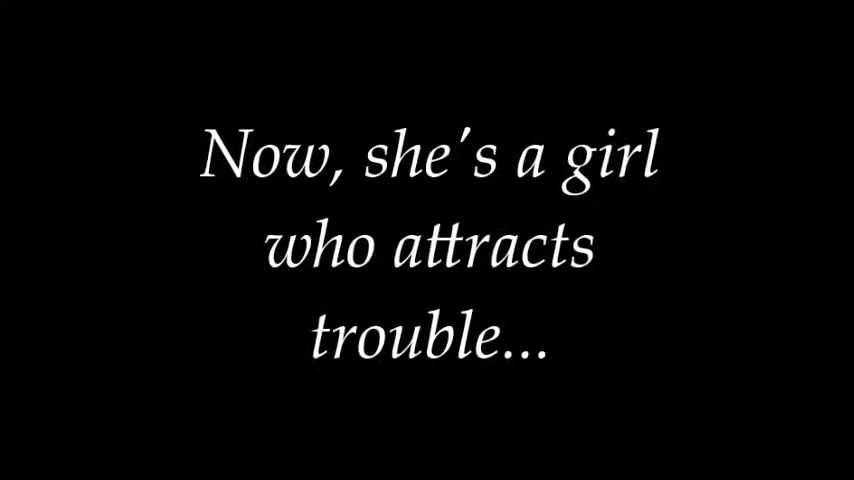 Now, she's a girl
who attracts
trouble...